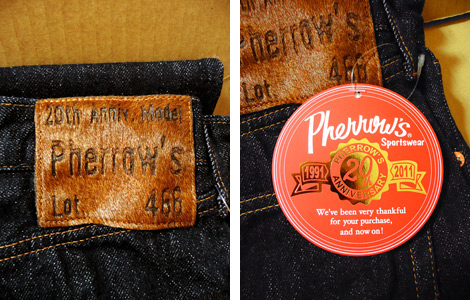 20th Anniv. Model
Pherrow's
Lot 466
Pherrow's
Lot 466
Pherrow's
Sportswear
PHERROW'S
1991 20 2011
ANNIVERSARY
We've been very thankful
for your purchase,
and now on!